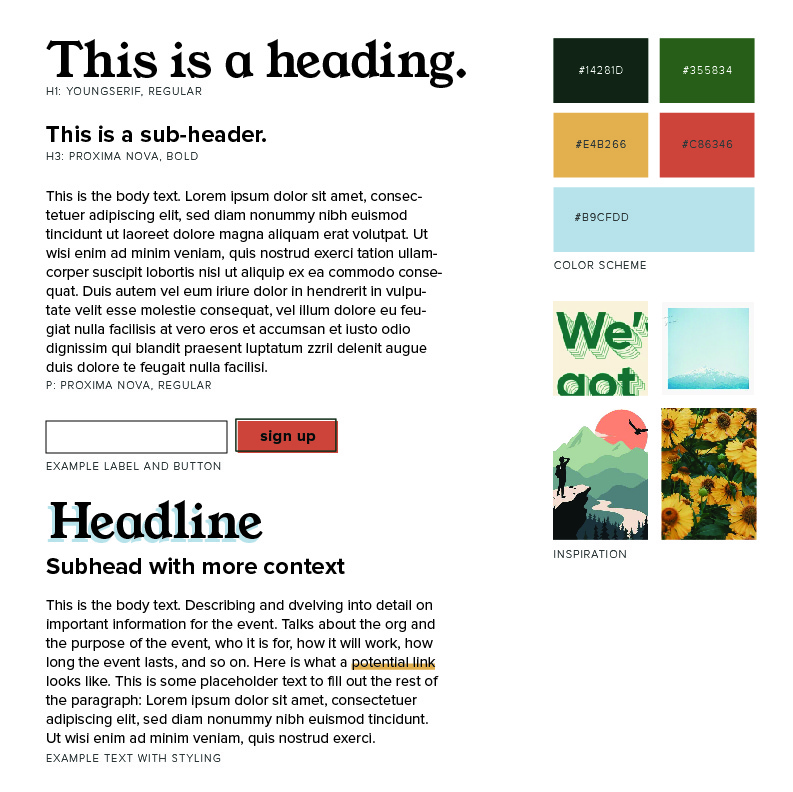 This is a heading.
H1: YOUNGSERIF, REGULAR
This is a sub-header.
H3: PROXIMA NOVA, BOLD
This is the body text. Lorem ipsum dolor sit amet, consec-
tetuer adipiscing elit, sed diam nonummy nibh euismod
tincidunt ut laoreet dolore magna aliquam erat volutpat. Ut
wisi enim ad minim veniam, quis nostrud exerci tation ullam-
corper suscipit lobortis nisl ut aliquip ex ea commodo conse-
quat. Duis autem vel eum iriure dolor in hendrerit in vulpu-
tate velit esse molestie consequat, vel illum dolore eu feu-
giat nulla facilisis at vero eros et accumsan et iusto odio
dignissim qui blandit praesent luptatum zzril delenit augue
duis dolore te feugait nulla facilisi.
P: PROXIMA NOVA, REGULAR
sign up
EXAMPLE LABEL AND BUTTON
Headline
Subhead with more context
This is the body text. Describing and dvelving into detail on
important information for the event. Talks about the org and
the purpose of the event, who it is for, how it will work, how
long the event lasts, and so on. Here is what a potential link
looks like. This is some placeholder text to fill out the rest of
the paragraph: Lorem ipsum dolor sit amet, consectetuer
adipiscing elit, sed diam nonummy nibh euismod tincidunt.
Ut wisi enim ad minim veniam, quis nostrud exerci.
EXAMPLE TEXT WITH STYLING
#14281D
#355834
#E4B266
#C86346
#B9CFDD
COLOR SCHEME
We'
got
INSPIRATION